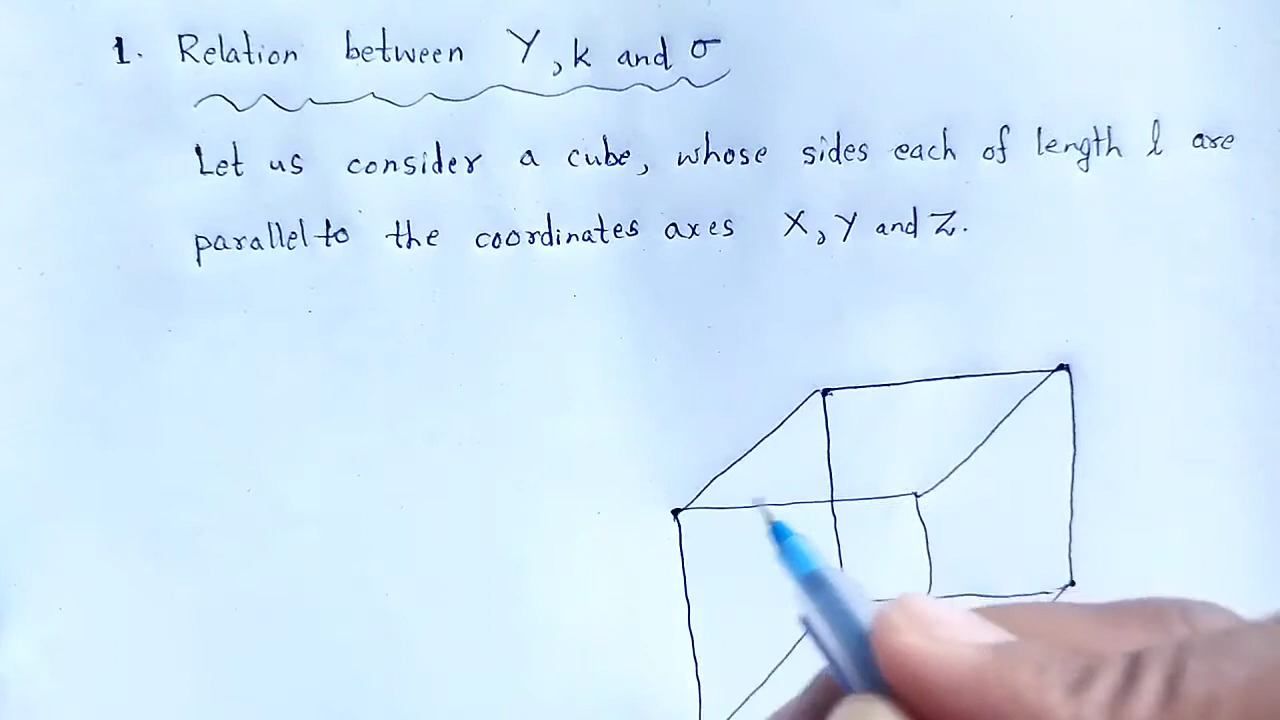 1. Relation between Y, k and σ
Let us consider a cube, whose sides each of length l are
parallel to the coordinates axes X, Y and Z.